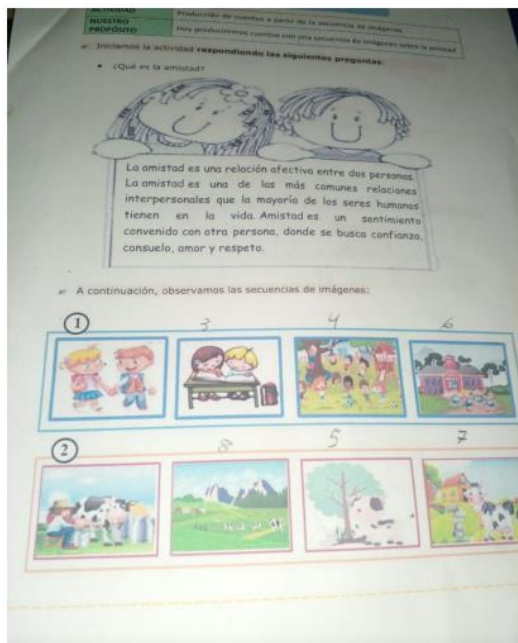 ACTIVIDAD
Producción de cuentos a partir de la secuencia de imágenes
NUESTRO
PROPÓSITO
Hoy produciremos cuentos con una secuencia de imágenes sobre la amistad
Iniciamos la actividad respondiendo las siguientes preguntas:
• ¿Qué es la amistad?
La amistad es una relación afectiva entre dos personas.
La amistad es una de las más comunes relaciones
interpersonales que la mayoría de los seres humanos
tienen en la vida. Amistad es un sentimiento
convenido con otra persona, donde se busca confianza,
consuelo, amor y respeto.
A continuación, observamos las secuencias de imágenes:
1 3 4 6
2 8 5 7